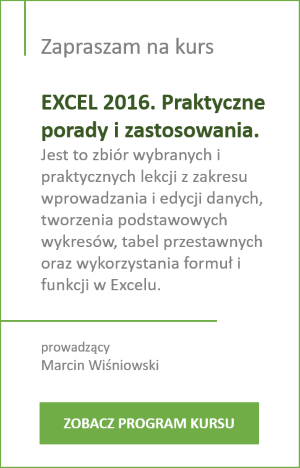 Zapraszam na kurs
EXCEL 2016. Praktyczne
porady i zastosowania.
Jest to zbiór wybranych i
praktycznych lekcji z zakresu
wprowadzania i edycji danych,
tworzenia podstawowych
wykresów, tabel przestawnych
oraz wykorzystania formuł i
funkcji w Excelu.
prowadzący
Marcin Wiśniowski
ZOBACZ PROGRAM KURSU